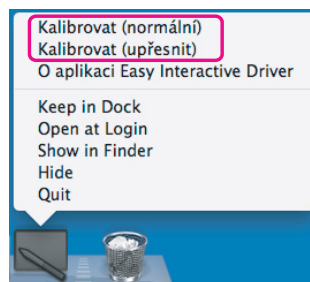 Kalibrovat (normální)
Kalibrovat (upřesnit)
O aplikaci Easy Interactive Driver
Keep in Dock
Open at Login
Show in Finder
Hide
Quit